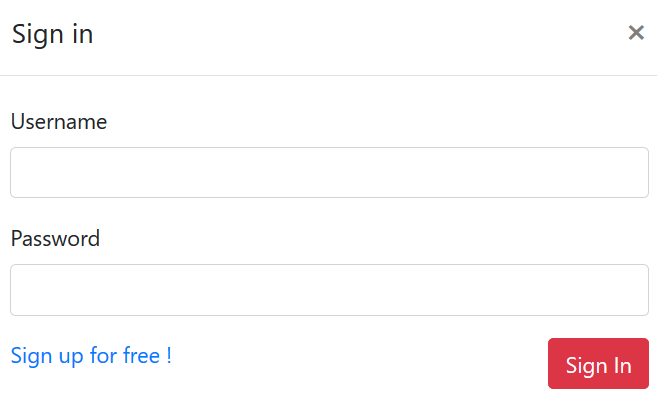 Sign in
Username
Password
Sign up for free !
Sign In